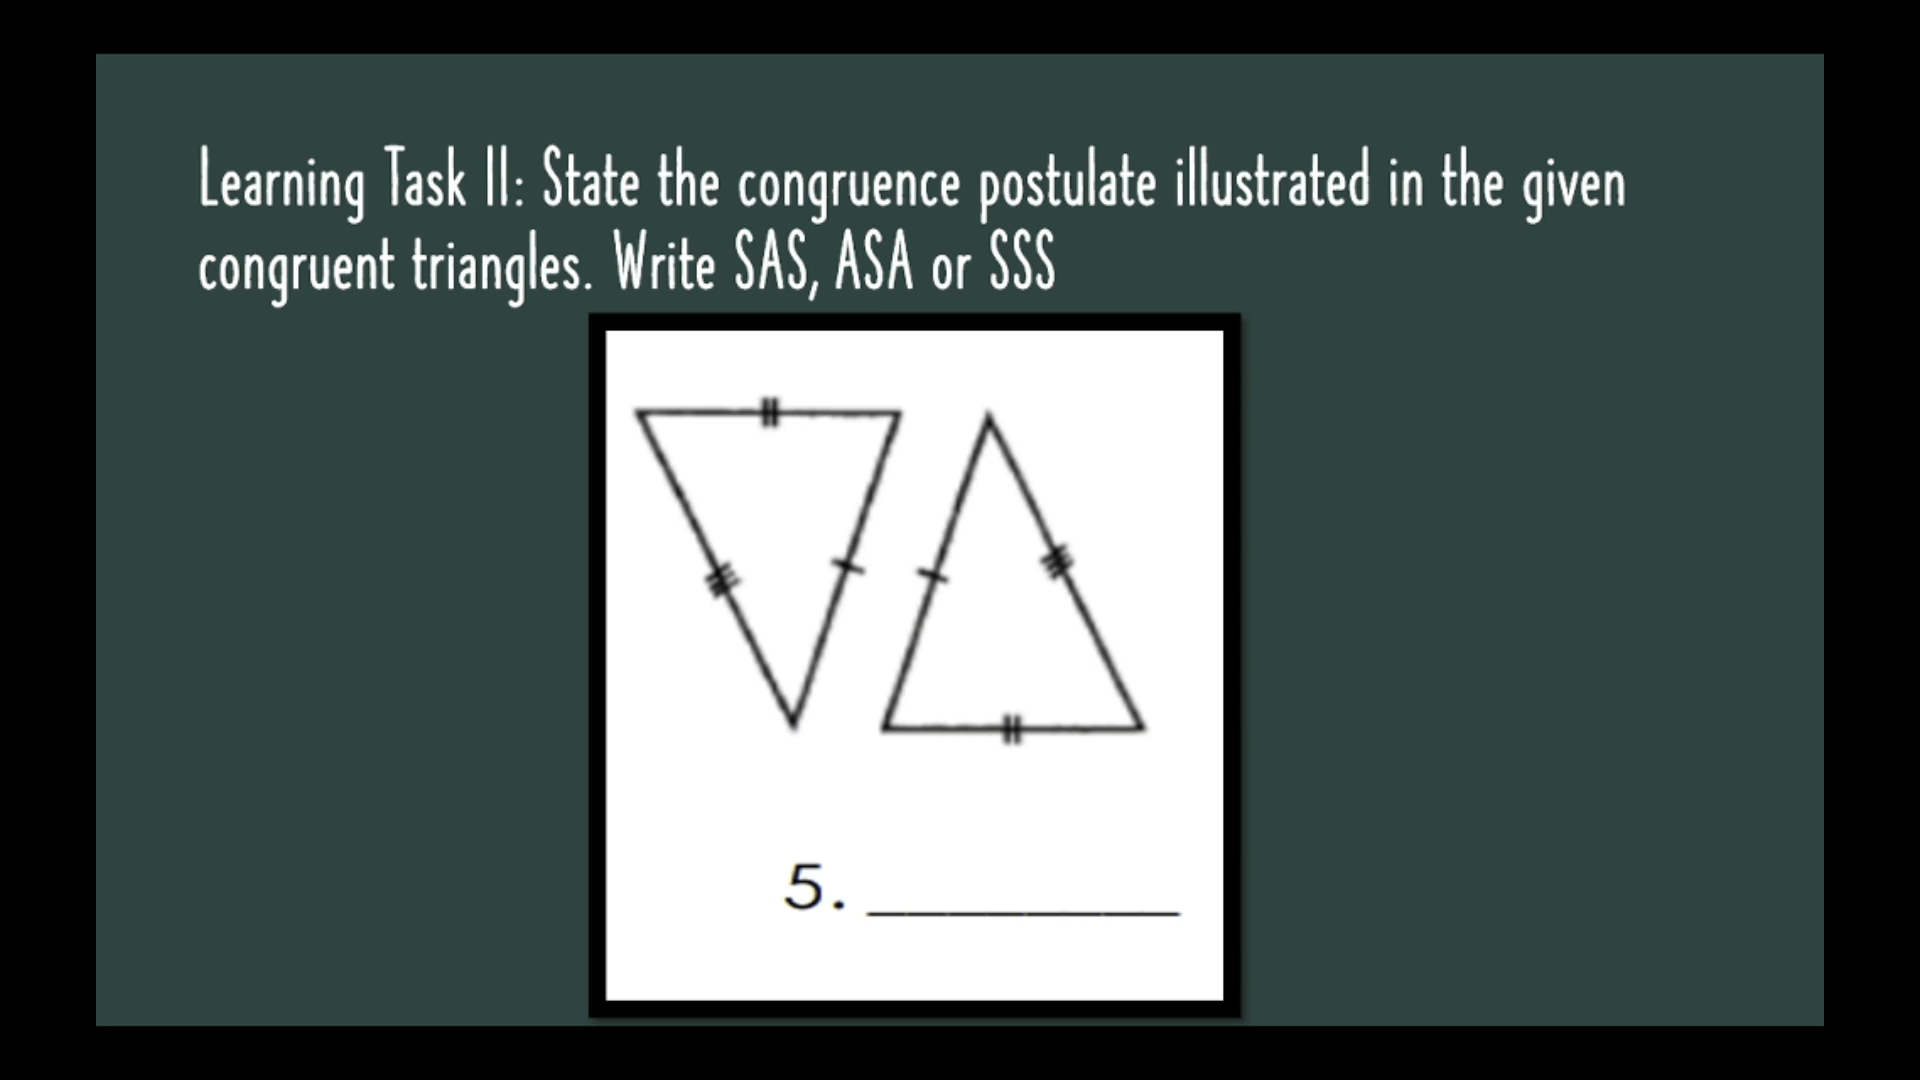 Learning Task II: State the congruence postulate illustrated in the given
congruent triangles. Write SAS, ASA or SSS
5. __________